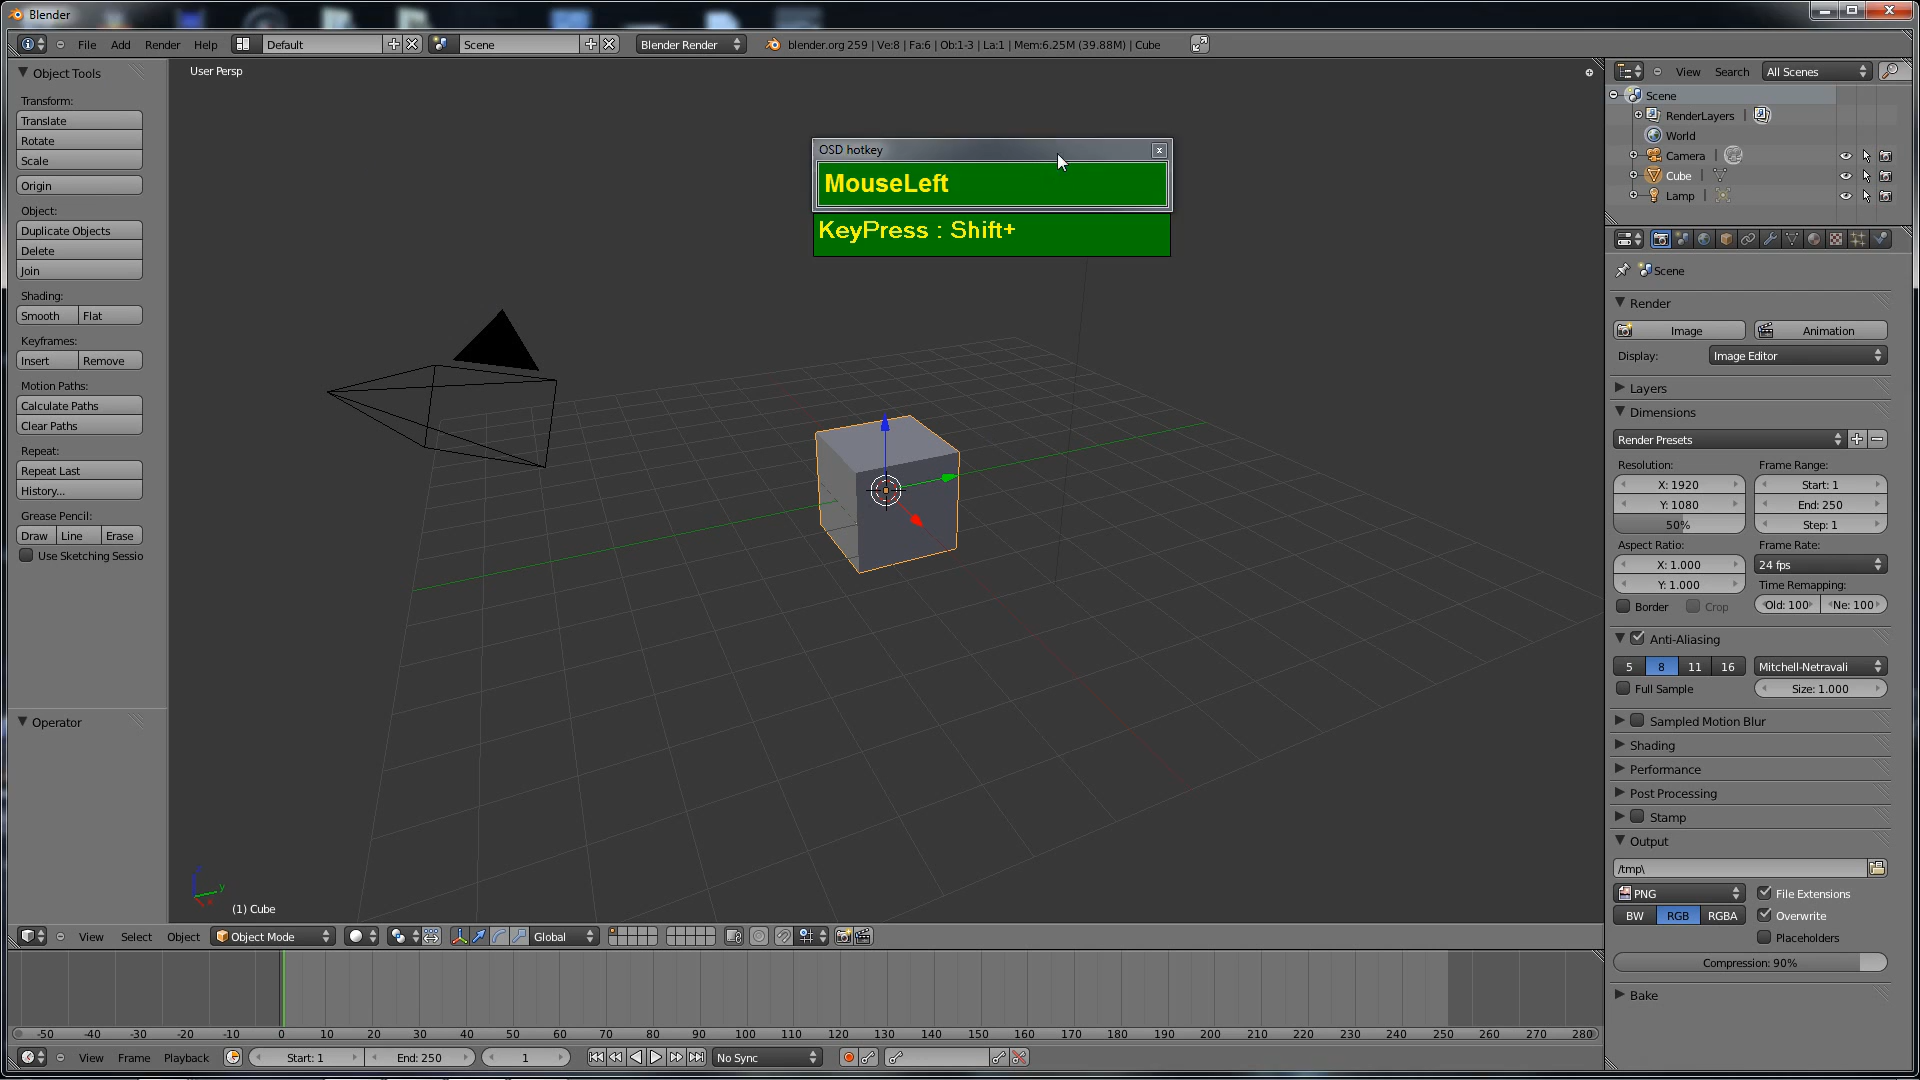 Blender
File Add Render Help Default Scene Blender Render blender.org 259 | Ve:8 | Fa:6 | Ob:1-3 | La:1 | Mem:6.25M (39.88M) | Cube
Object Tools
Transform:
Translate
Rotate
Scale
Origin
Object:
Duplicate Objects
Delete
Join
Shading:
Smooth Flat
Keyframes:
Insert Remove
Motion Paths:
Calculate Paths
Clear Paths
Repeat:
Repeat Last
History...
Grease Pencil:
Draw Line Erase
Use Sketching Sessio
Operator
User Persp
OSD hotkey
MouseLeft
KeyPress : Shift+
y
(1) Cube
View Select Object Object Mode Global
-50 -40 -30 -20 -10 0 10 20 30 40 50 60 70 80 90 100 110 120 130 140 150 160 170 180 190 200 210 220 230 240 250 260 270 280
View Frame Playback Start: 1 End: 250 1 No Sync
View Search All Scenes
Scene
RenderLayers |
World
Camera |
Cube |
Lamp |
Scene
Render
Image Animation
Display: Image Editor
Layers
Dimensions
Render Presets
Resolution: Frame Range:
X: 1920 Start: 1
Y: 1080 End: 250
50% Step: 1
Aspect Ratio: Frame Rate:
X: 1.000 24 fps
Y: 1.000 Time Remapping:
Border Crop Old: 100 Ne: 100
Anti-Aliasing
5 8 11 16 Mitchell-Netravali
Full Sample Size: 1.000
Sampled Motion Blur
Shading
Performance
Post Processing
Stamp
Output
/tmp\
PNG File Extensions
BW RGB RGBA Overwrite
Placeholders
Compression: 90%
Bake